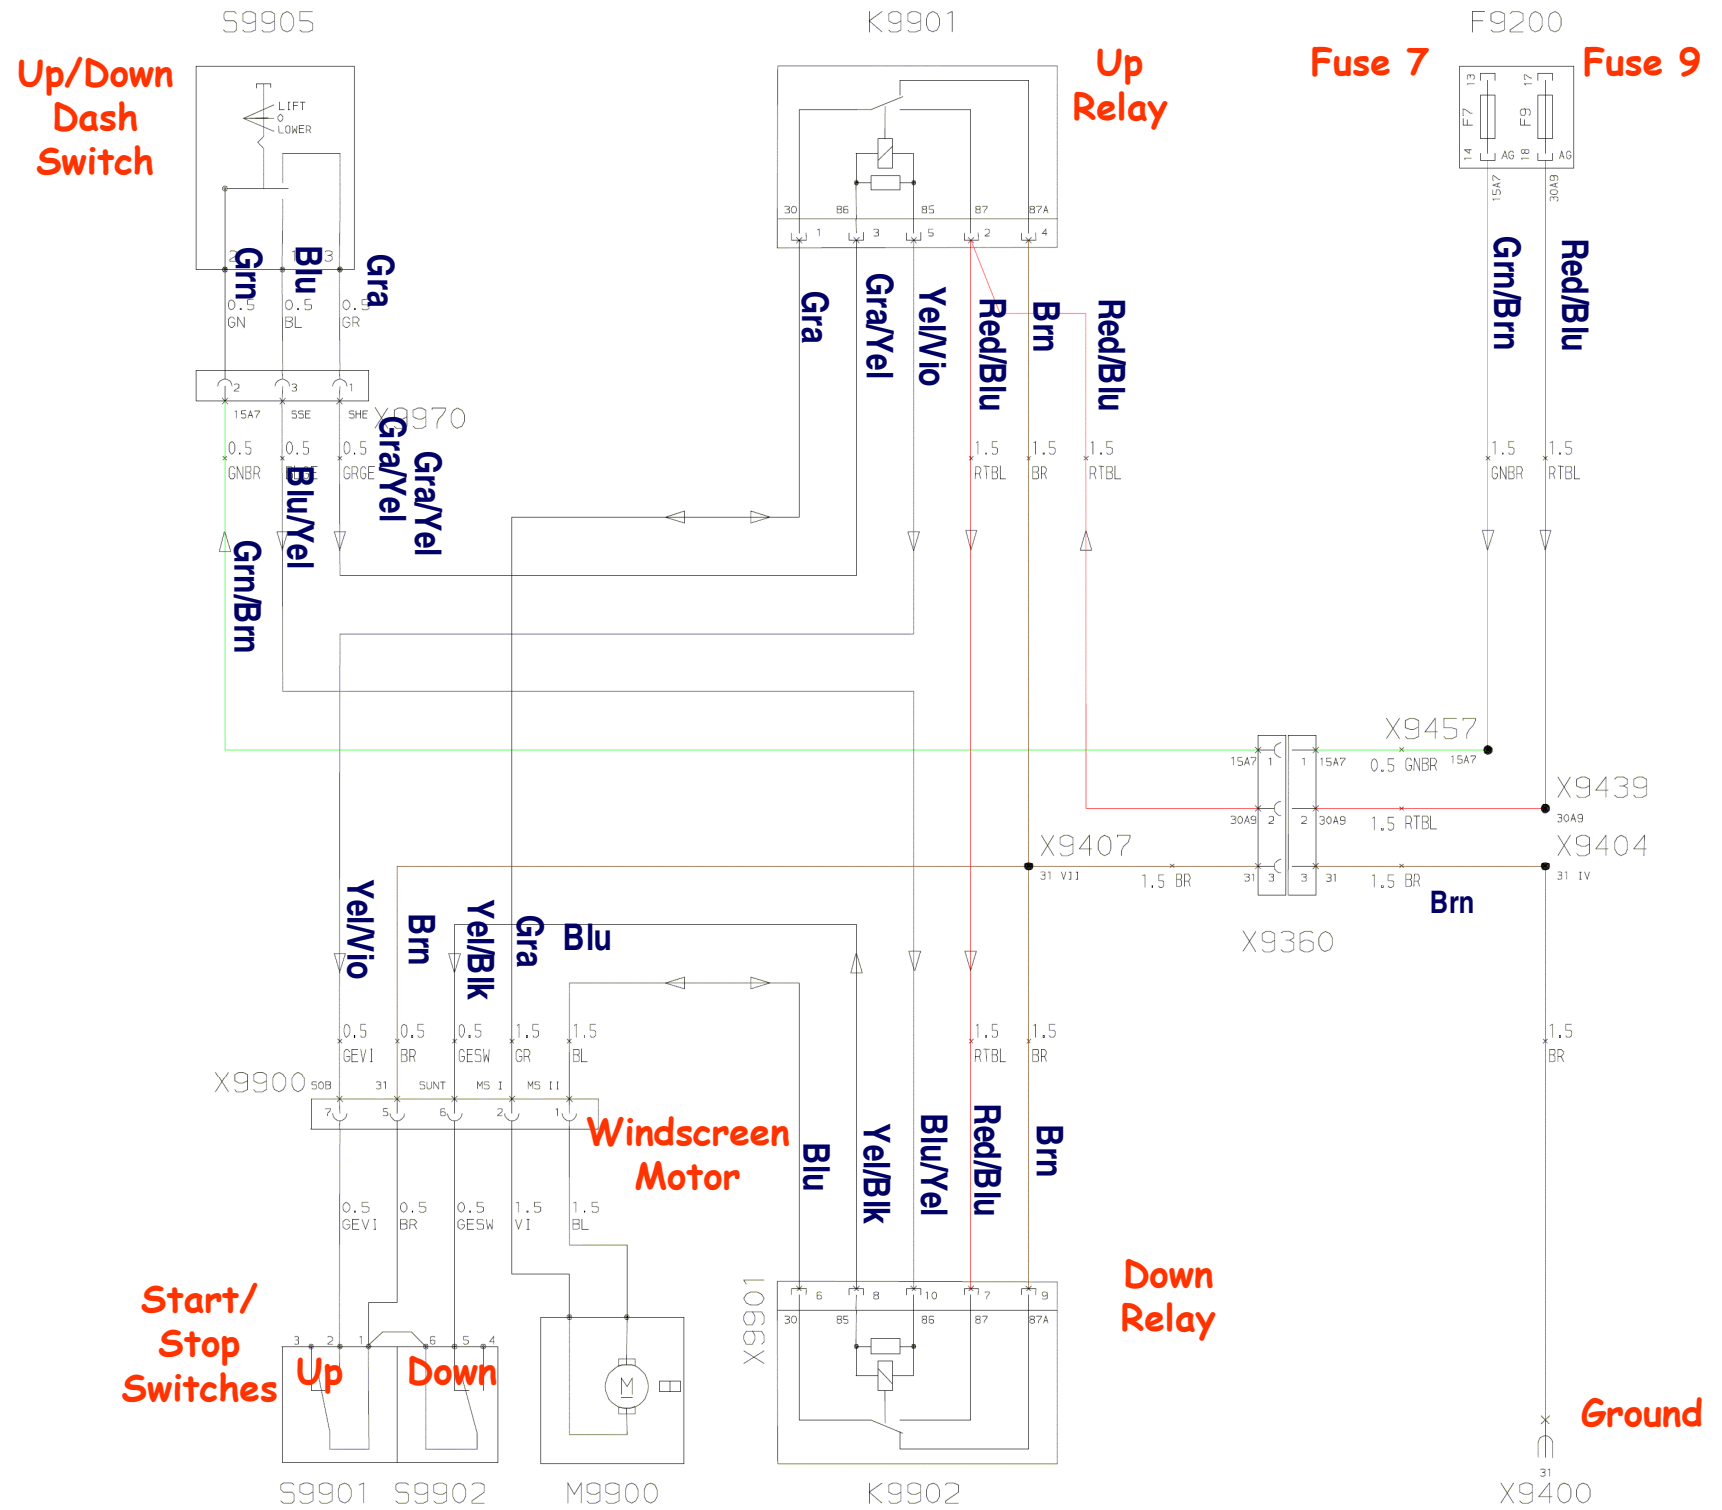 S9905
K9901
F9200
Up/Down
Dash
Switch
Up
Relay
Fuse 7
Fuse 9
LIFT
0
LOWER
13
17
F7
F9
14
AG
18
AG
15A7
30A9
30
86
85
87
87A
1
3
5
2
4
2
1
3
Grn
Blu
Gra
0.5
GN
0.5
BL
0.5
GR
Gra
Gra/Yel
Yel/Vio
Red/Blu
Brn
Red/Blu
Grn/Brn
Red/Blu
2
3
1
15A7
SSE
SHE
X9970
0.5
GNBR
0.5
BLGE
0.5
GRGE
Gra/Yel
Gra/Yel
Blu/Yel
Grn/Brn
1.5
RTBL
1.5
BR
1.5
RTBL
1.5
GNBR
1.5
RTBL
X9457
15A7
1
1
15A7
0.5 GNBR
15A7
X9439
30A9
30A9
2
2
30A9
1.5 RTBL
X9407
31 VII
1.5 BR
31
3
3
31
1.5 BR
X9404
31 IV
Brn
X9360
Yel/Vio
Brn
Yel/Blk
Gra
Blu
0.5
GEVI
0.5
BR
0.5
GESW
1.5
GR
1.5
BL
1.5
RTBL
1.5
BR
1.5
BR
X9900
SOB
31
SUNT
MS I
MS II
7
5
6
2
1
Windscreen
Motor
Blu
Yel/Blk
Blu/Yel
Red/Blu
Brn
0.5
GEVI
0.5
BR
0.5
GESW
1.5
VI
1.5
BL
Start/
Stop
Switches
3
2
1
6
5
4
Up
Down
M
X9901
6
8
10
7
9
30
85
86
87
87A
Down
Relay
Ground
31
S9901
S9902
M9900
K9902
X9400